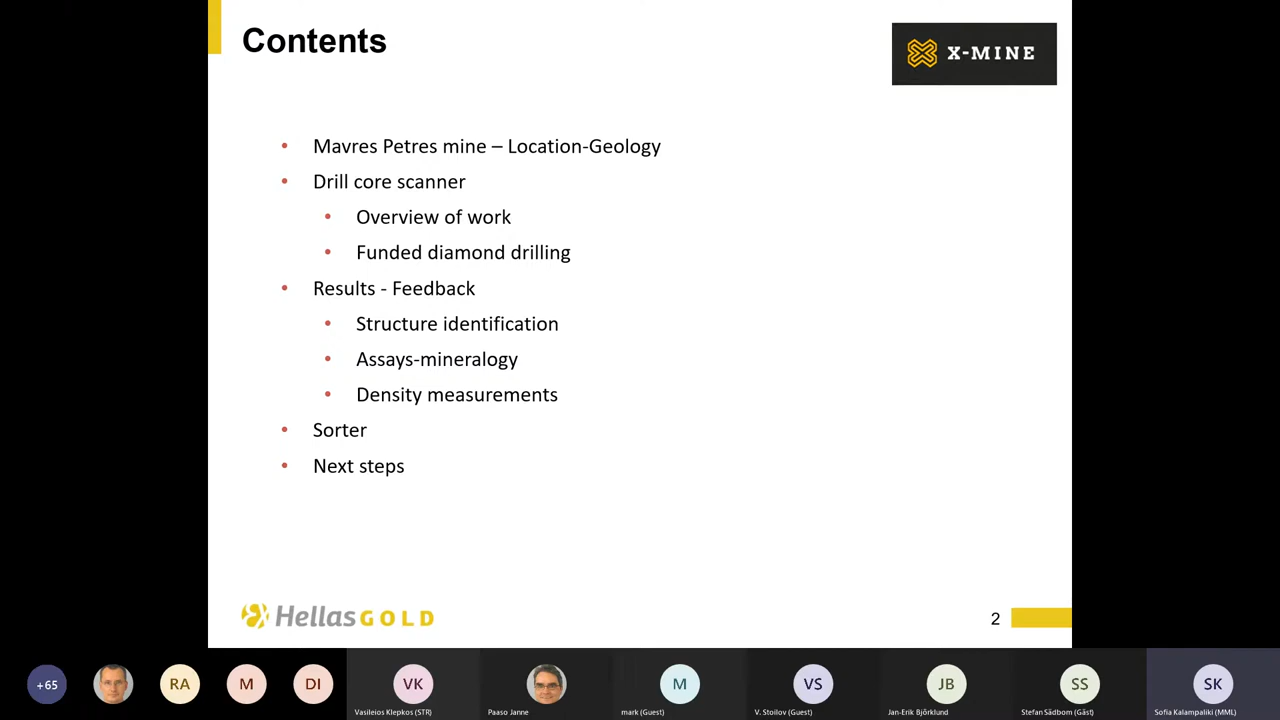 Contents
X-MINE
• Mavres Petres mine – Location-Geology
• Drill core scanner
• Overview of work
• Funded diamond drilling
• Results - Feedback
• Structure identification
• Assays-mineralogy
• Density measurements
• Sorter
• Next steps
HellasGOLD
2
+65
RA
M
DI
VK
M
VS
JB
SS
SK
Vasileios Klepkos (STR)
Paaso Janne
mark (Guest)
V. Stoilov (Guest)
Jan-Erik Björklund
Stefan Sädbom (Gäst)
Sofia Kalampaliki (MML)